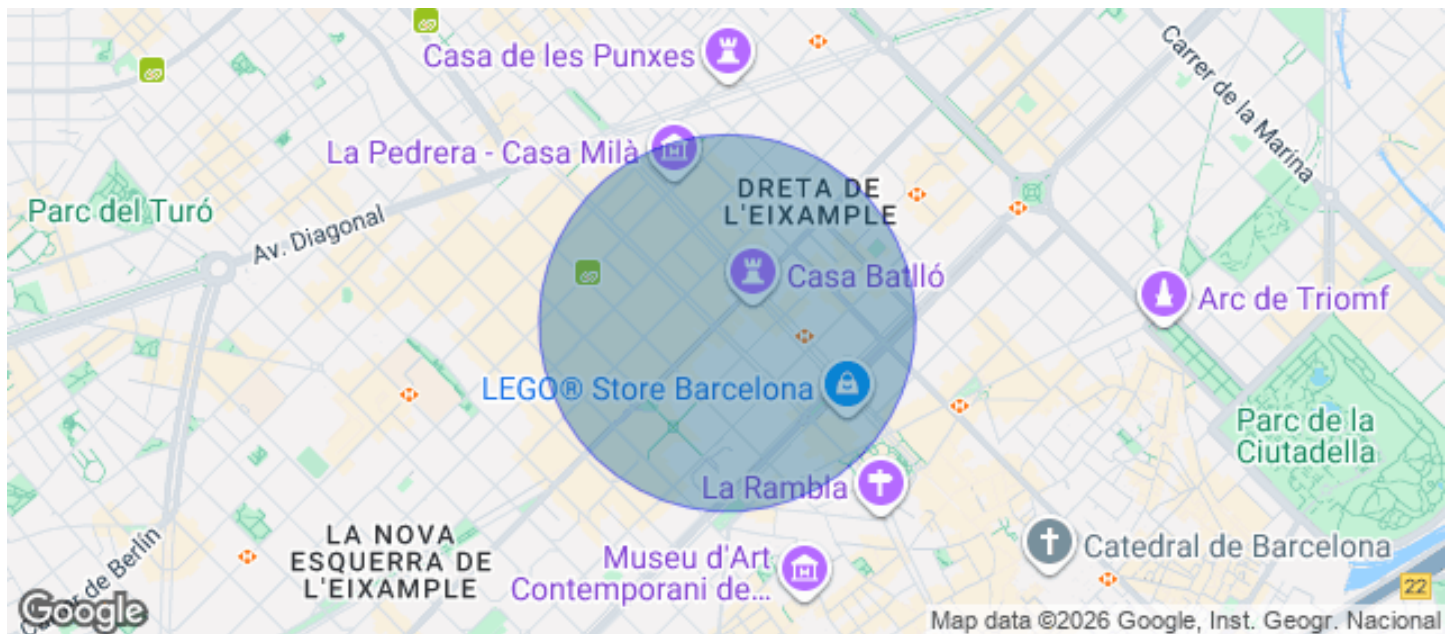 Casa de les Punxes
Carrer de la Marina
La Pedrera - Casa Milà
DRETA DE
L'EIXAMPLE
Parc del Turó
Av. Diagonal
Casa Batlló
Arc de Triomf
LEGO® Store Barcelona
Parc de la
Ciutadella
La Rambla
LA NOVA
ESQUERRA DE
L'EIXAMPLE
Catedral de Barcelona
Museu d'Art
Contemporani de...
de Berlín
22
Google
Map data ©2026 Google, Inst. Geogr. Nacional